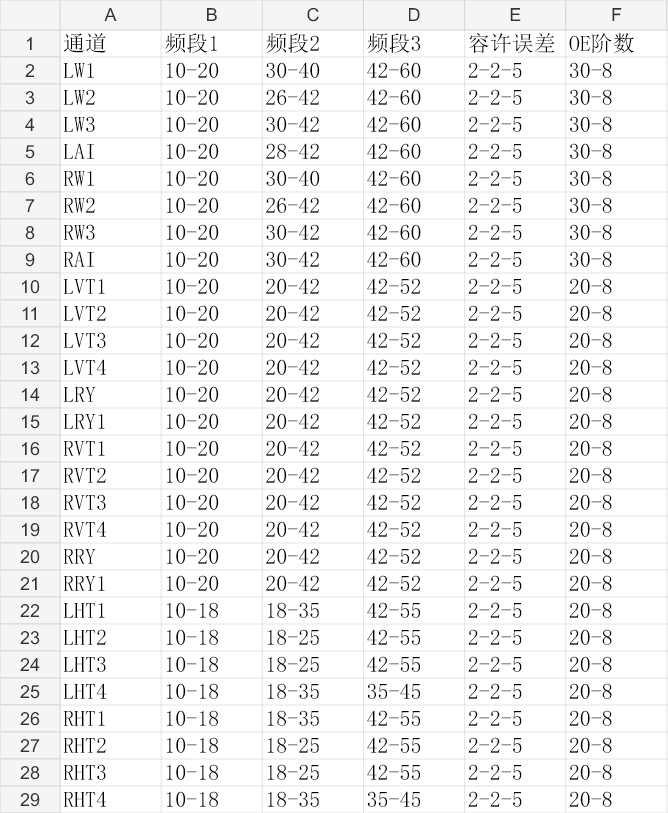 A B C D E F
1 通道 频段1 频段2 频段3 容许误差 OE阶数
2 LW1 10-20 30-40 42-60 2-2-5 30-8
3 LW2 10-20 26-42 42-60 2-2-5 30-8
4 LW3 10-20 30-42 42-60 2-2-5 30-8
5 LAI 10-20 28-42 42-60 2-2-5 30-8
6 RW1 10-20 30-40 42-60 2-2-5 30-8
7 RW2 10-20 26-42 42-60 2-2-5 30-8
8 RW3 10-20 30-42 42-60 2-2-5 30-8
9 RAI 10-20 30-42 42-60 2-2-5 30-8
10 LVT1 10-20 20-42 42-52 2-2-5 20-8
11 LVT2 10-20 20-42 42-52 2-2-5 20-8
12 LVT3 10-20 20-42 42-52 2-2-5 20-8
13 LVT4 10-20 20-42 42-52 2-2-5 20-8
14 LRY 10-20 20-42 42-52 2-2-5 20-8
15 LRY1 10-20 20-42 42-52 2-2-5 20-8
16 RVT1 10-20 20-42 42-52 2-2-5 20-8
17 RVT2 10-20 20-42 42-52 2-2-5 20-8
18 RVT3 10-20 20-42 42-52 2-2-5 20-8
19 RVT4 10-20 20-42 42-52 2-2-5 20-8
20 RRY 10-20 20-42 42-52 2-2-5 20-8
21 RRY1 10-20 20-42 42-52 2-2-5 20-8
22 LHT1 10-18 18-35 42-55 2-2-5 20-8
23 LHT2 10-18 18-25 42-55 2-2-5 20-8
24 LHT3 10-18 18-25 42-55 2-2-5 20-8
25 LHT4 10-18 18-35 35-45 2-2-5 20-8
26 RHT1 10-18 18-35 42-55 2-2-5 20-8
27 RHT2 10-18 18-25 42-55 2-2-5 20-8
28 RHT3 10-18 18-25 42-55 2-2-5 20-8
29 RHT4 10-18 18-35 35-45 2-2-5 20-8